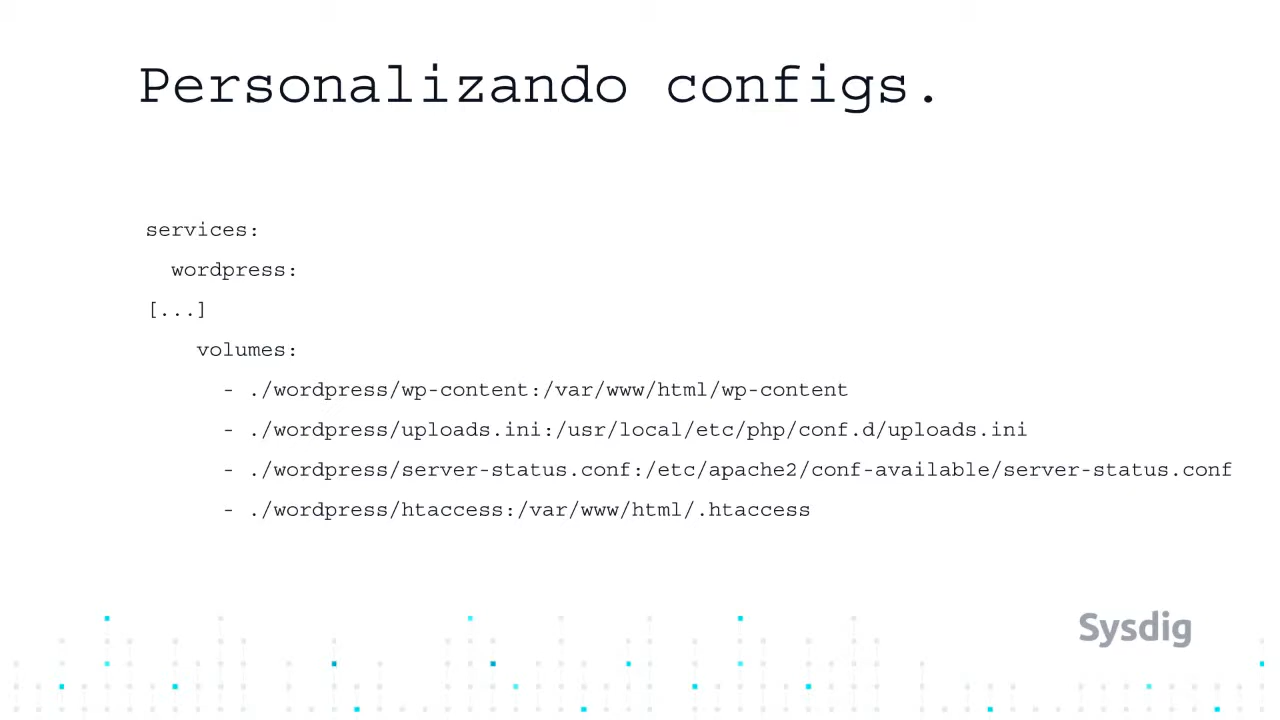 Personalizando configs.
services:
  wordpress:
[...]
    volumes:
      - ./wordpress/wp-content:/var/www/html/wp-content
      - ./wordpress/uploads.ini:/usr/local/etc/php/conf.d/uploads.ini
      - ./wordpress/server-status.conf:/etc/apache2/conf-available/server-status.conf
      - ./wordpress/htaccess:/var/www/html/.htaccess
Sysdig